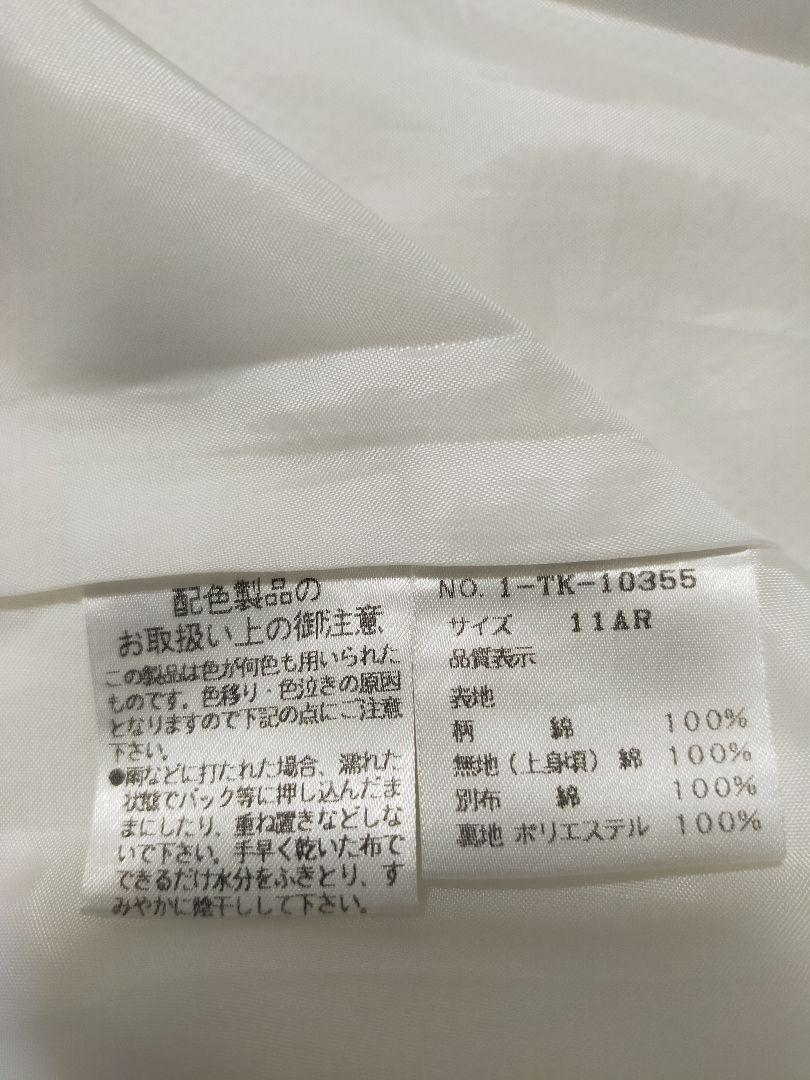 配色製品の
お取扱い上の御注意
この製品は色が何色も用いられた
ものです。色移り・色泣きの原因
となりますので下記の点にご注意
下さい。
●雨などに打たれた場合、濡れた
状態でバック等に押し込んだま
まにしたり、重ね置きなどしな
いで下さい。手早く乾いた布で
できるだけ水分をふきとり、す
みやかに陰干しして下さい。
NO. 1-TK-10355
サイズ 11AR
品質表示
表地
柄 綿 100%
無地(上身頃) 綿 100%
別布 綿 100%
裏地 ポリエステル 100%